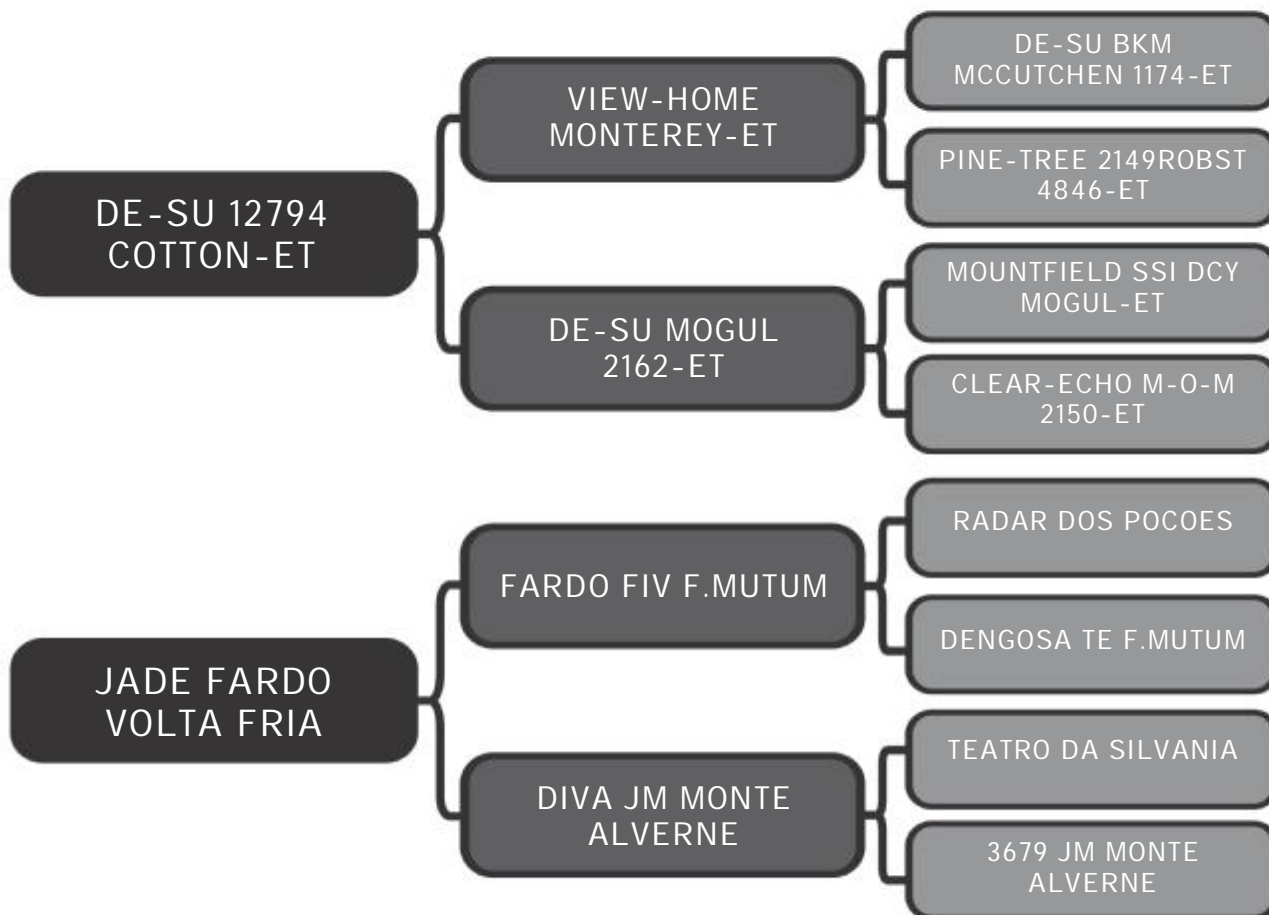 DE-SU BKM
MCCUTCHEN 1174-ET
VIEW-HOME
MONTEREY-ET
PINE-TREE 2149ROBST
4846-ET
DE-SU 12794
COTTON-ET
MOUNTFIELD SSI DCY
MOGUL-ET
DE-SU MOGUL
2162-ET
CLEAR-ECHO M-O-M
2150-ET
RADAR DOS POCOES
FARDO FIV F.MUTUM
DENGOSA TE F.MUTUM
JADE FARDO
VOLTA FRIA
TEATRO DA SILVANIA
DIVA JM MONTE
ALVERNE
3679 JM MONTE
ALVERNE